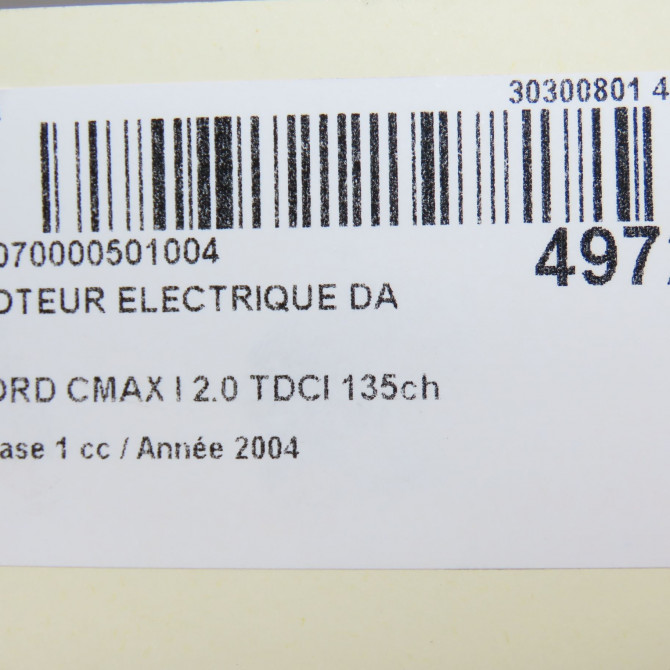 30300801 4
070000501004
497
OTEUR ELECTRIQUE DA
ORD CMAX I 2.0 TDCI 135ch
ase 1 cc / Année 2004